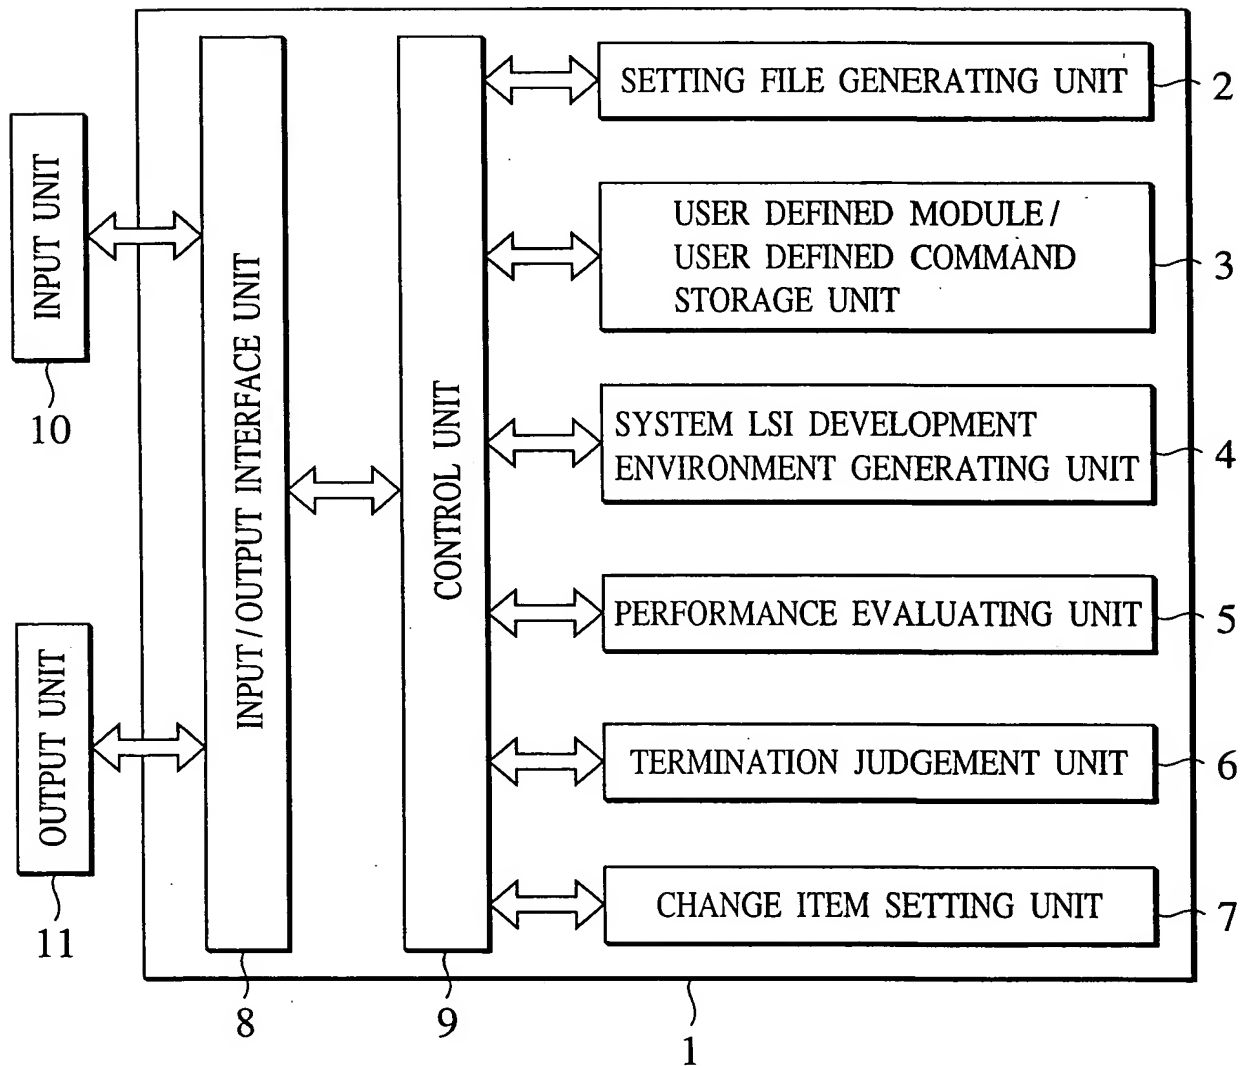 SETTING FILE GENERATING UNIT
2
USER DEFINED MODULE/
USER DEFINED COMMAND
STORAGE UNIT
3
SYSTEM LSI DEVELOPMENT
ENVIRONMENT GENERATING UNIT
4
PERFORMANCE EVALUATING UNIT
5
TERMINATION JUDGEMENT UNIT
6
CHANGE ITEM SETTING UNIT
7
INPUT UNIT
10
OUTPUT UNIT
11
INPUT/OUTPUT INTERFACE UNIT
8
CONTROL UNIT
9
1